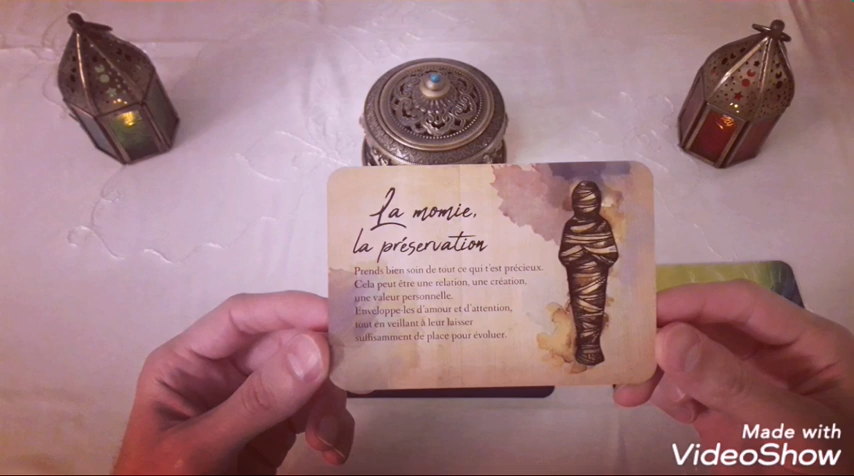 La momie,
la préservation
Prends bien soin de tout ce qui t'est précieux.
Cela peut être une relation, une création,
une valeur personnelle.
Enveloppe-les d'amour et d'attention,
tout en veillant à leur laisser
suffisamment de place pour évoluer.
Made with
VideoShow